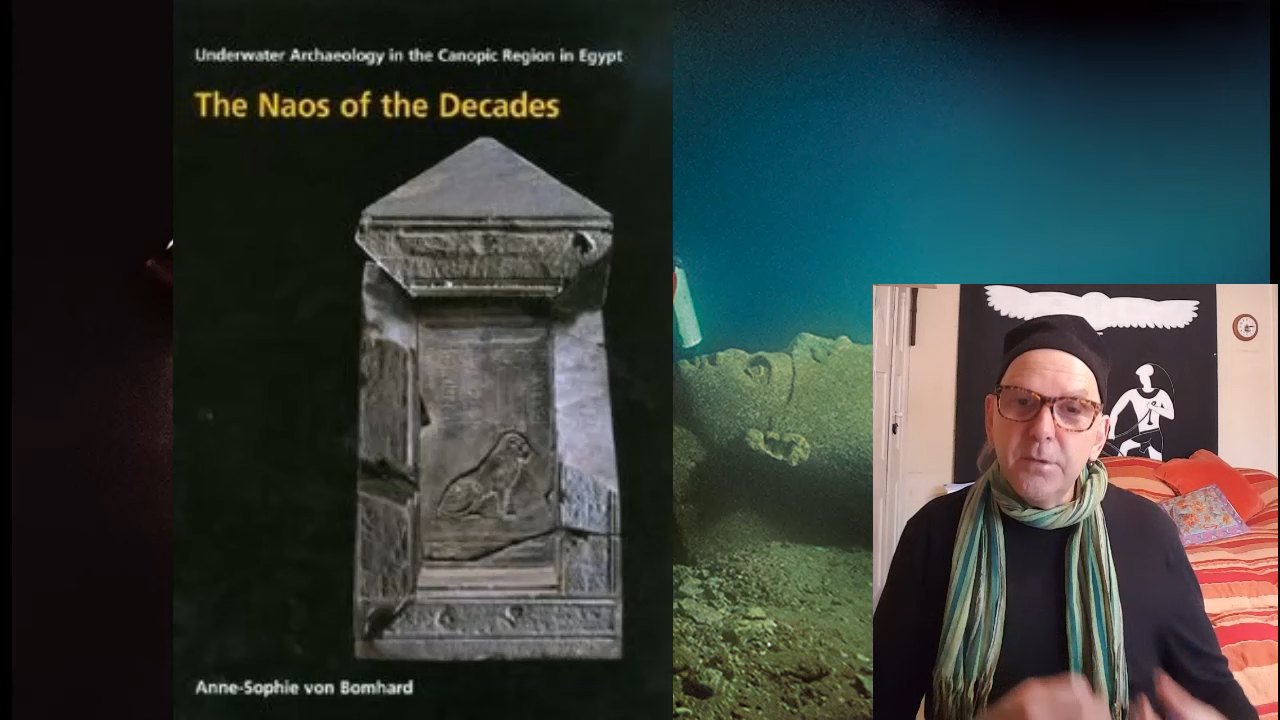 Underwater Archaeology in the Canopic Region in Egypt
The Naos of the Decades
Anne-Sophie von Bomhard